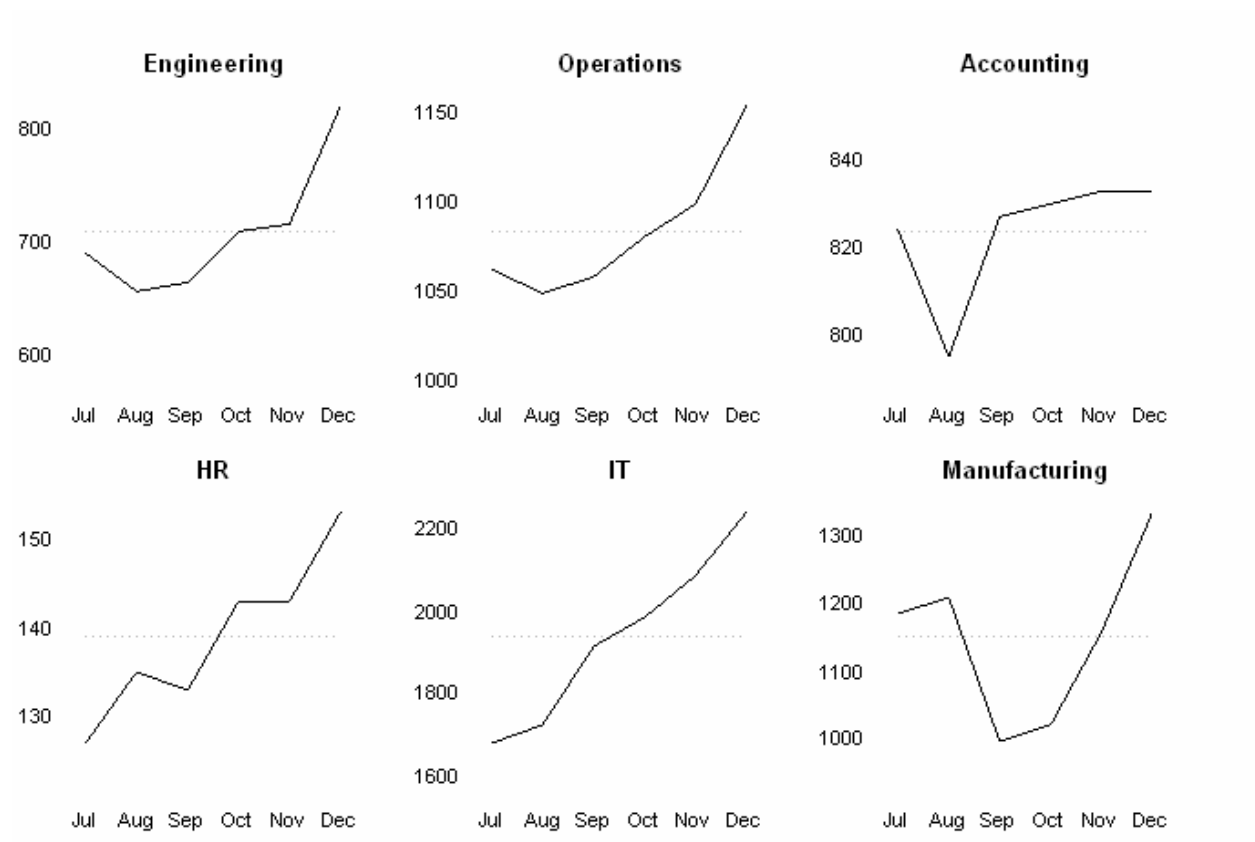 Engineering Operations Accounting
800 1150
840
700 1100
820
1050
600 800
1000
Jul Aug Sep Oct Nov Dec Jul Aug Sep Oct Nov Dec Jul Aug Sep Oct Nov Dec
HR IT Manufacturing
150 2200 1300
2000 1200
140
1800 1100
130
1600 1000
Jul Aug Sep Oct Nov Dec Jul Aug Sep Oct Nov Dec Jul Aug Sep Oct Nov Dec